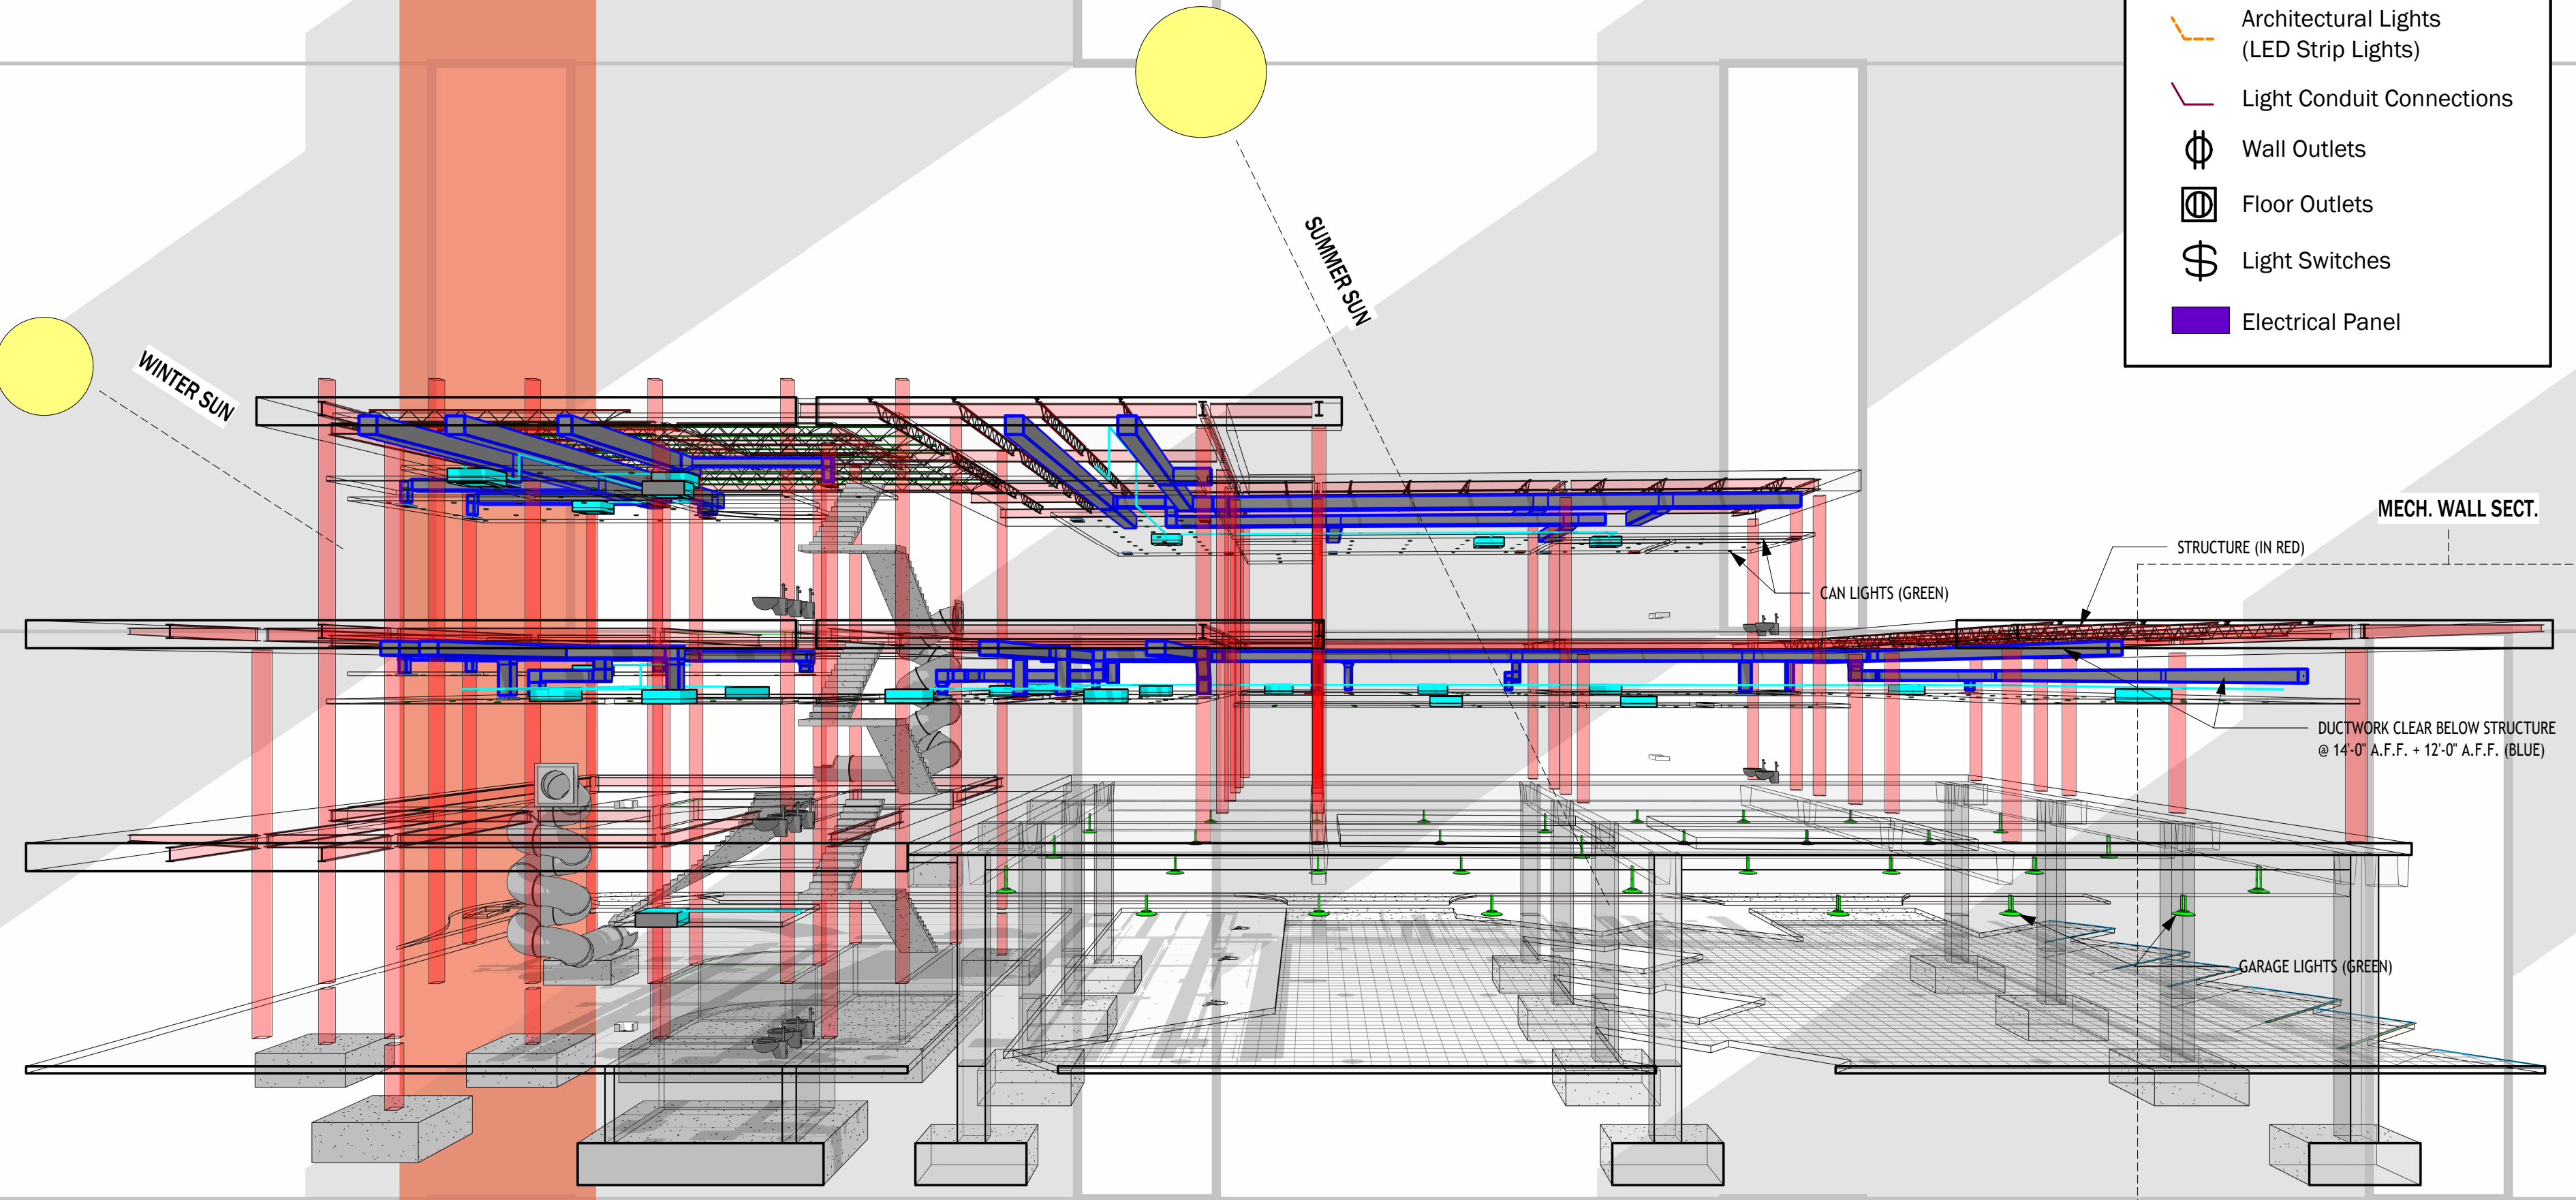 Architectural Lights
(LED Strip Lights)
Light Conduit Connections
Wall Outlets
Floor Outlets
Light Switches
Electrical Panel
SUMMER SUN
WINTER SUN
MECH. WALL SECT.
STRUCTURE (IN RED)
CAN LIGHTS (GREEN)
DUCTWORK CLEAR BELOW STRUCTURE
@ 14'-0" A.F.F. + 12'-0" A.F.F. (BLUE)
GARAGE LIGHTS (GREEN)